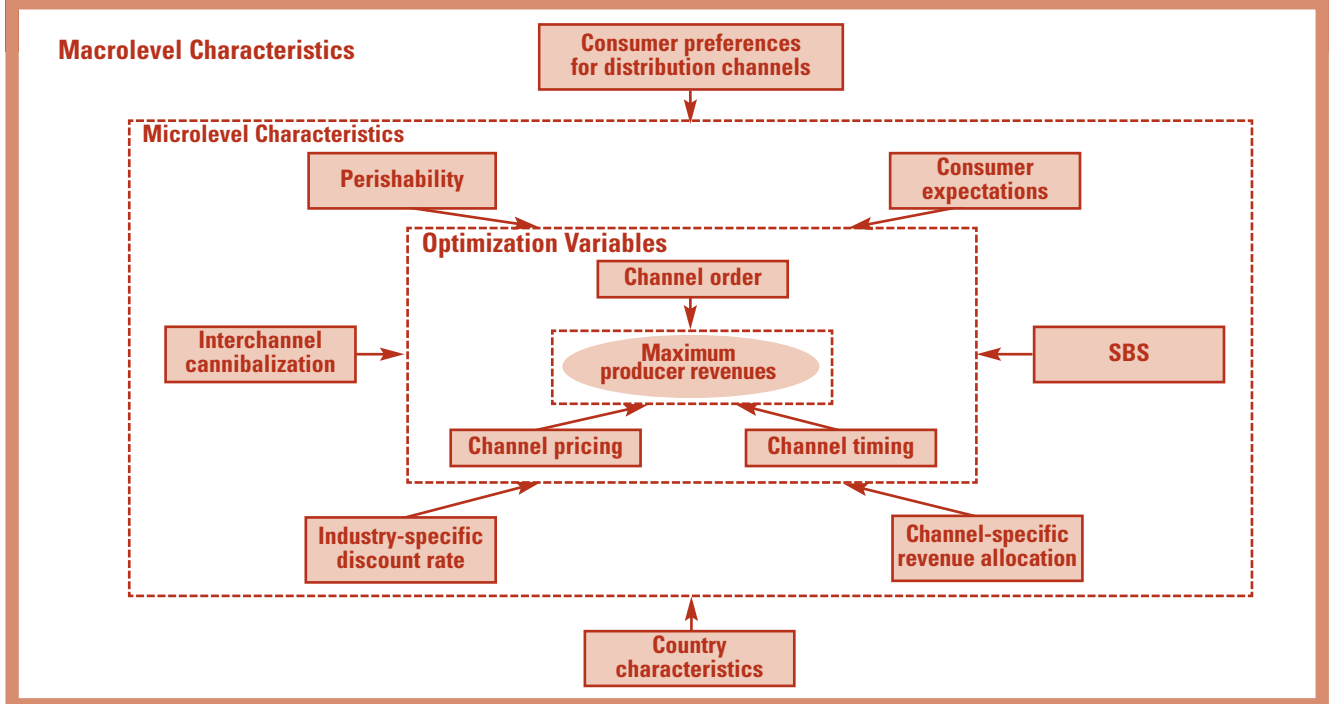 Macrolevel Characteristics
Consumer preferences
for distribution channels
Microlevel Characteristics
Perishability
Consumer
expectations
Optimization Variables
Channel order
Interchannel
cannibalization
Maximum
producer revenues
SBS
Channel pricing
Channel timing
Industry-specific
discount rate
Channel-specific
revenue allocation
Country
characteristics